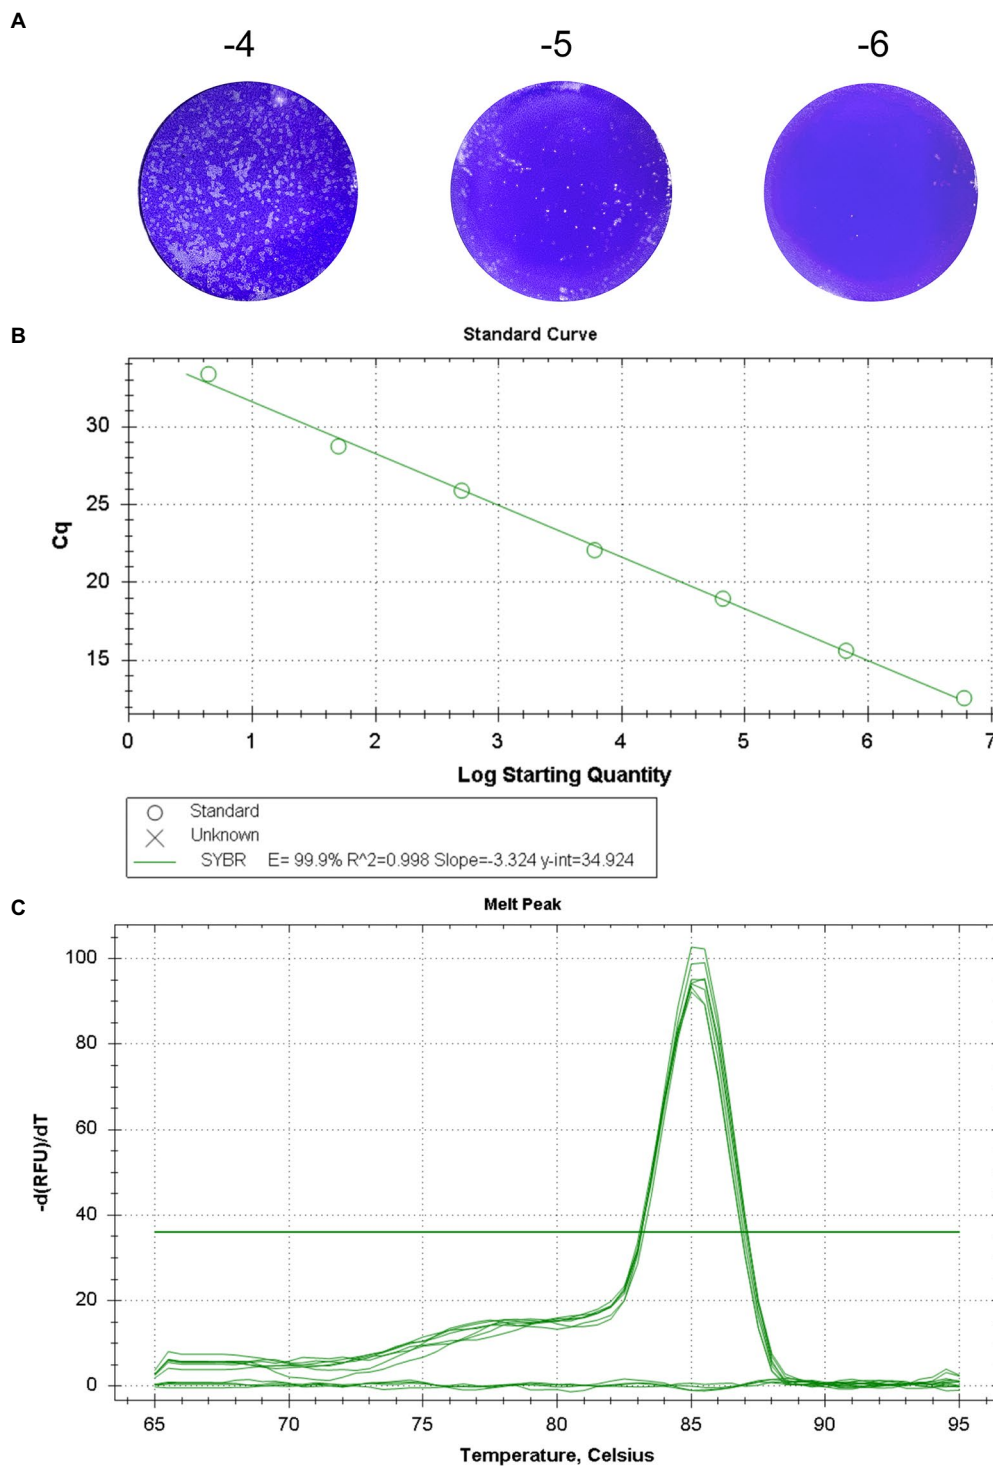 A
-4 -5 -6
B
Standard Curve
30
25
20
15
Cq
0 1 2 3 4 5 6 7
Log Starting Quantity
Standard
Unknown
SYBR E= 99.9% R^2=0.998 Slope=-3.324 y-int=34.924
C
Melt Peak
100
80
60
40
20
0
-d(RFU)/dT
65 70 75 80 85 90 95
Temperature, Celsius